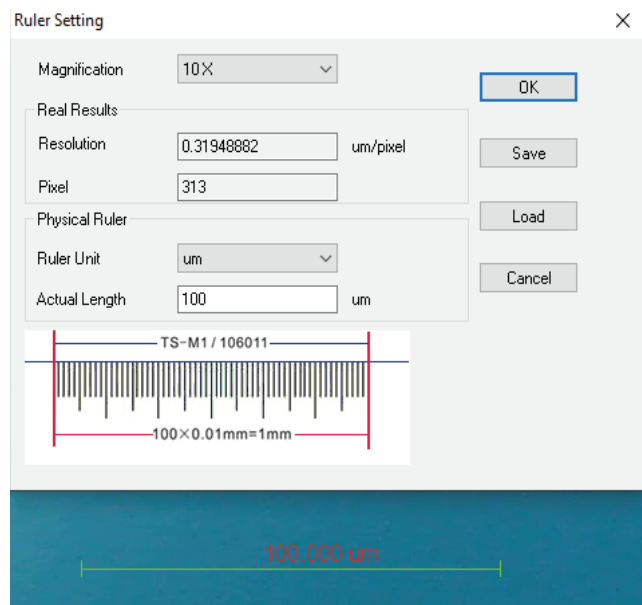 Ruler Setting
Magnification 10X
OK
Real Results
Resolution 0.31948882 um/pixel
Save
Pixel 313
Physical Ruler
Load
Ruler Unit um
Cancel
Actual Length 100 um
TS-M1 / 106011
100×0.01mm=1mm
100.000 um